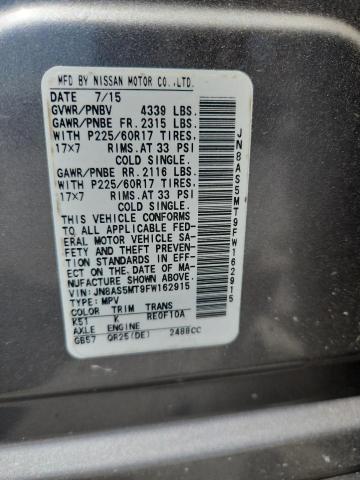 MFD BY NISSAN MOTOR CO.,LTD.
DATE 7/15
GVWR/PNBV 4339 LBS.
GAWR/PNBE FR. 2315 LBS.
WITH P225/60R17 TIRES,
17×7 RIMS.AT 33 PSI
COLD SINGLE.
GAWR/PNBE RR. 2116 LBS.
WITH P225/60R17 TIRES,
17×7 RIMS.AT 33 PSI
COLD SINGLE.
THIS VEHICLE CONFORMS
TO ALL APPLICABLE FED-
ERAL MOTOR VEHICLE SA-
FETY AND THEFT PREVEN-
TION STANDARDS IN EFF-
ECT ON THE DATE OF MA-
NUFACTURE SHOWN ABOVE.
VIN:JN8AS5MT9FW162915
TYPE: MPV
COLOR TRIM TRANS
K51 K RE0F10A
AXLE ENGINE
GB57 QR25(DE) 2488CC
JN8AS5MT9FW162915